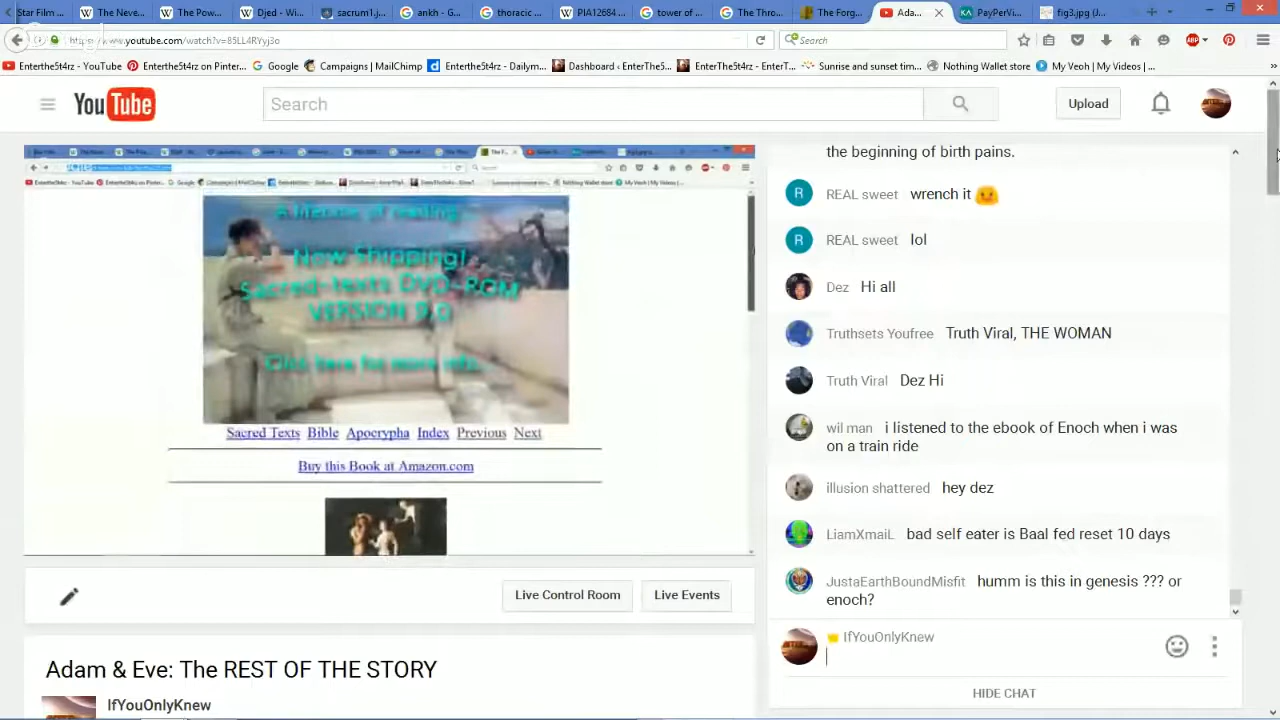 Star Film ...
The Neve...
The Pow...
Djed - Wi...
sacrum1.j...
ankh - G...
thoracic ...
PIA12684 ...
tower of ...
The Thro...
The Forg...
Ada...
PayPerVi...
fig3.jpg (I...
https://www.youtube.com/watch?v=85LL4RYyj3o
Search
Enterthe5t4rz - YouTube
Enterthe5t4rz on Pinter...
Google
Campaigns | MailChimp
Enterthe5t4rz - Dailym...
Dashboard ‹ EnterThe5...
EnterThe5t4rz ‹ EnterT...
Sunrise and sunset tim...
Nothing Wallet store
My Veoh | My Videos | ...
YouTube
Search
Upload
A lifetime of reading...
Now Shipping!
Sacred-texts DVD-ROM
VERSION 9.0
Click here for more info...
Sacred Texts Bible Apocrypha Index Previous Next
Buy this Book at Amazon.com
the beginning of birth pains.
R REAL sweet wrench it
R REAL sweet lol
Dez Hi all
Truthsets Youfree Truth Viral, THE WOMAN
Truth Viral Dez Hi
wil man i listened to the ebook of Enoch when i was
on a train ride
illusion shattered hey dez
LiamXmaiL bad self eater is Baal fed reset 10 days
JustaEarthBoundMisfit humm is this in genesis ??? or
enoch?
IfYouOnlyKnew
HIDE CHAT
Live Control Room
Live Events
Adam & Eve: The REST OF THE STORY
IfYouOnlyKnew